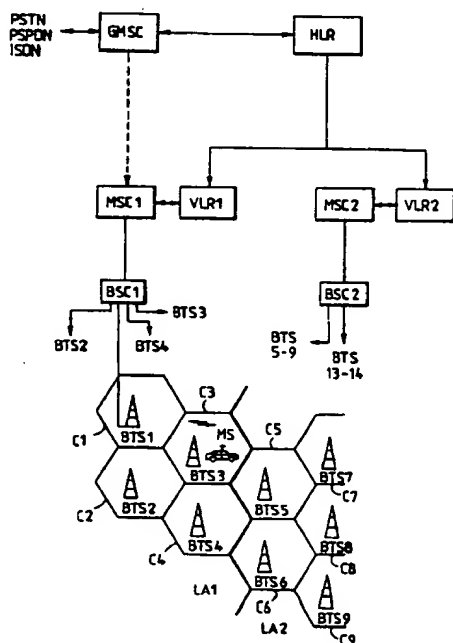 PSTN
PSPDN
ISDN
GMSC
HLR
MSC1
VLR1
MSC2
VLR2
BSC1
BTS3
BTS2
BTS4
BSC2
BTS
5-9
BTS
13-14
C3
C1
BTS1
MS
C5
BTS3
BTS7
C7
C2
BTS2
BTS5
C4
BTS4
BTS8
C8
LA1
BTS6
C6
LA2
BTS9
C9